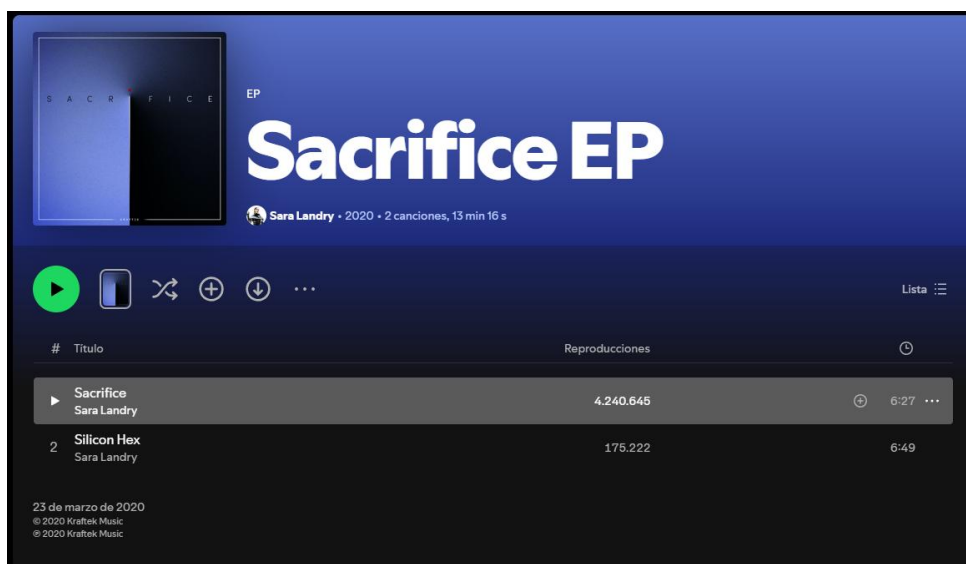 SACRIFICE
EP
Sacrifice EP
Sara Landry • 2020 • 2 canciones, 13 min 16 s
Lista
# Título Reproducciones
Sacrifice
Sara Landry
4.240.645 6:27
2 Silicon Hex
Sara Landry
175.222 6:49
23 de marzo de 2020
© 2020 Kraftek Music
℗ 2020 Kraftek Music